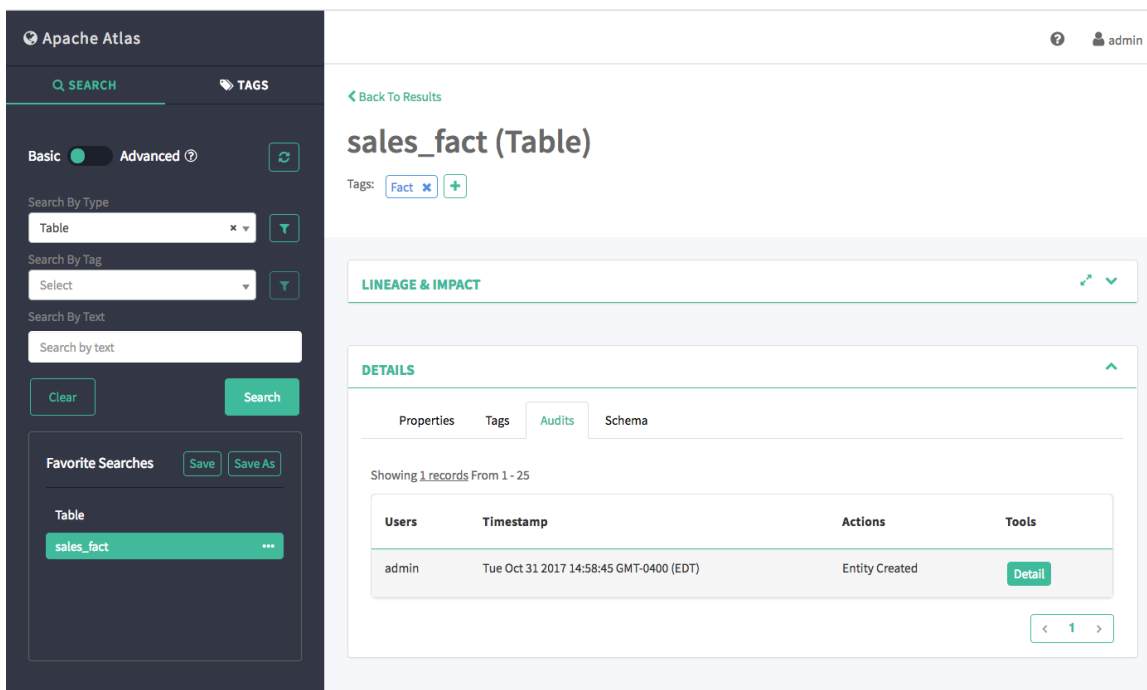 Apache Atlas
admin
SEARCH
TAGS
Basic
Advanced
Search By Type
Table
Search By Tag
Select
Search By Text
Search by text
Clear
Search
Favorite Searches
Save
Save As
Table
sales_fact
Back To Results
sales_fact (Table)
Tags:
Fact
LINEAGE & IMPACT
DETAILS
Properties
Tags
Audits
Schema
Showing 1 records From 1 - 25
Users Timestamp Actions Tools
admin Tue Oct 31 2017 14:58:45 GMT-0400 (EDT) Entity Created Detail
1